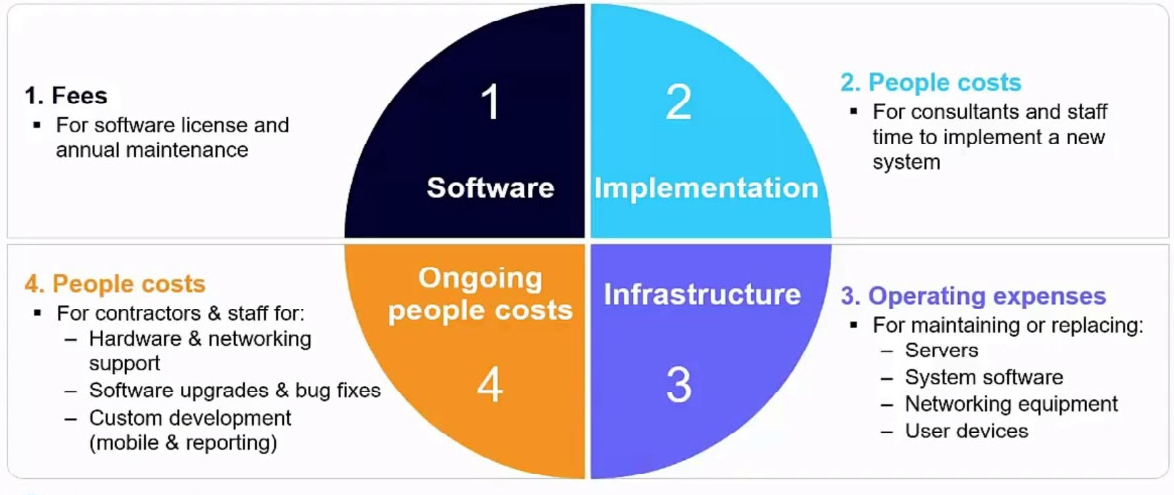 1. Fees
▪ For software license and
annual maintenance
1
Software
2
Implementation
2. People costs
▪ For consultants and staff
time to implement a new
system
4. People costs
▪ For contractors & staff for:
– Hardware & networking
support
– Software upgrades & bug fixes
– Custom development
(mobile & reporting)
Ongoing
people costs
4
Infrastructure
3
3. Operating expenses
▪ For maintaining or replacing:
– Servers
– System software
– Networking equipment
– User devices